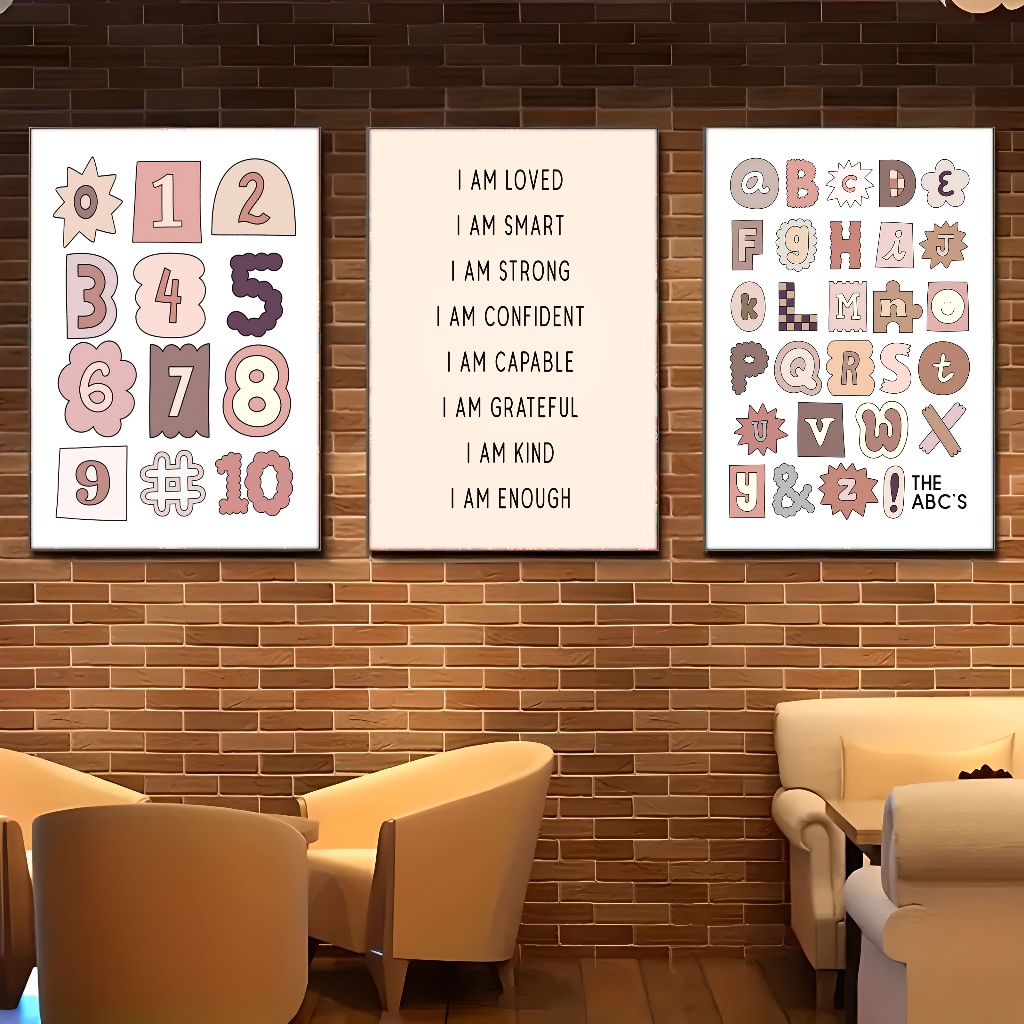 0 1 2
3 4 5
6 7 8
9 # 10
I AM LOVED
I AM SMART
I AM STRONG
I AM CONFIDENT
I AM CAPABLE
I AM GRATEFUL
I AM KIND
I AM ENOUGH
a B c D E
F g H i J
k L M n O
P Q R S t
U V W X
y & z ! THE
ABC'S